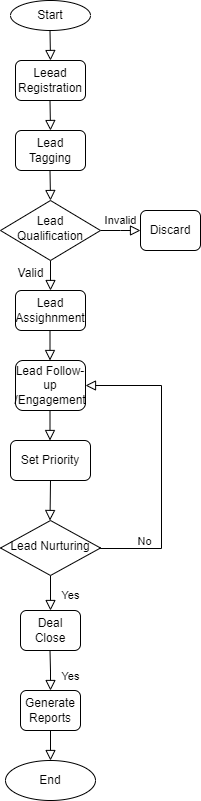 Start
Leead
Registration
Lead
Tagging
Lead
Qualification
Invalid
Discard
Valid
Lead
Assighnment
Lead Follow-
up
/Engagement
Set Priority
Lead Nurturing
No
Yes
Deal
Close
Yes
Generate
Reports
End